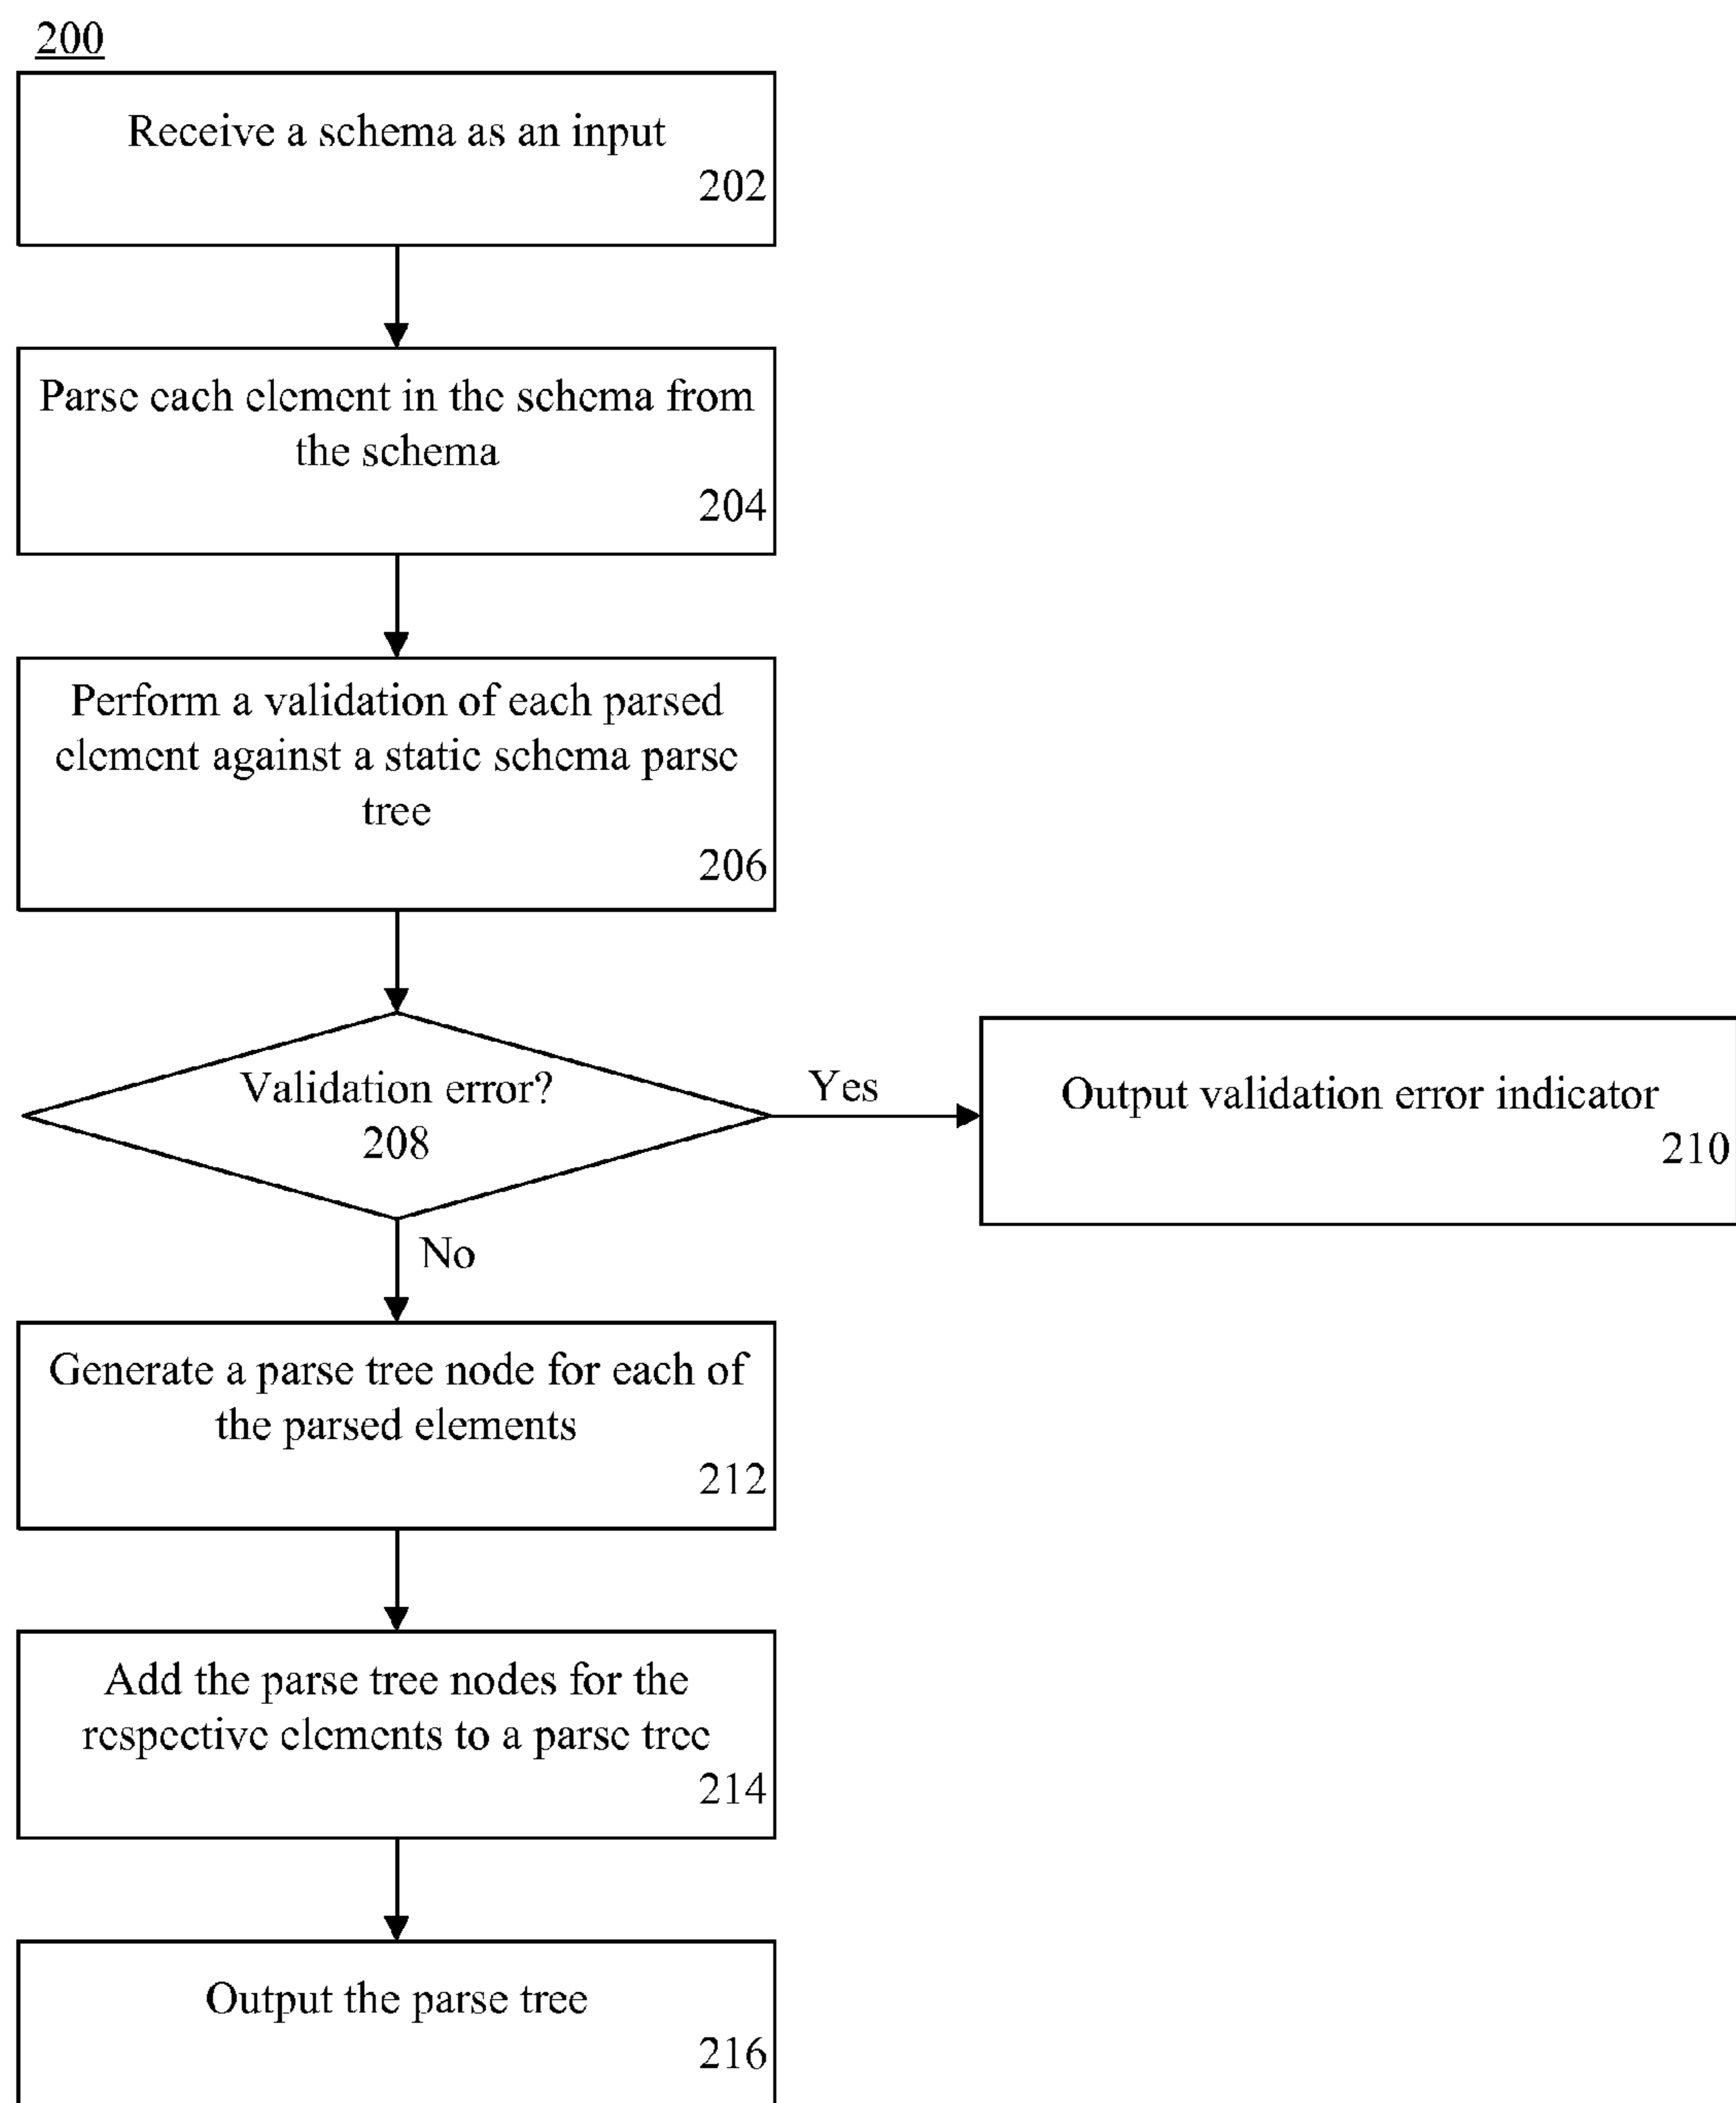 200
Receive a schema as an input
202
Parse each element in the schema from
the schema
204
Perform a validation of each parsed
element against a static schema parse
tree
206
Validation error?
208
Yes
Output validation error indicator
210
No
Generate a parse tree node for each of
the parsed elements
212
Add the parse tree nodes for the
respective elements to a parse tree
214
Output the parse tree
216